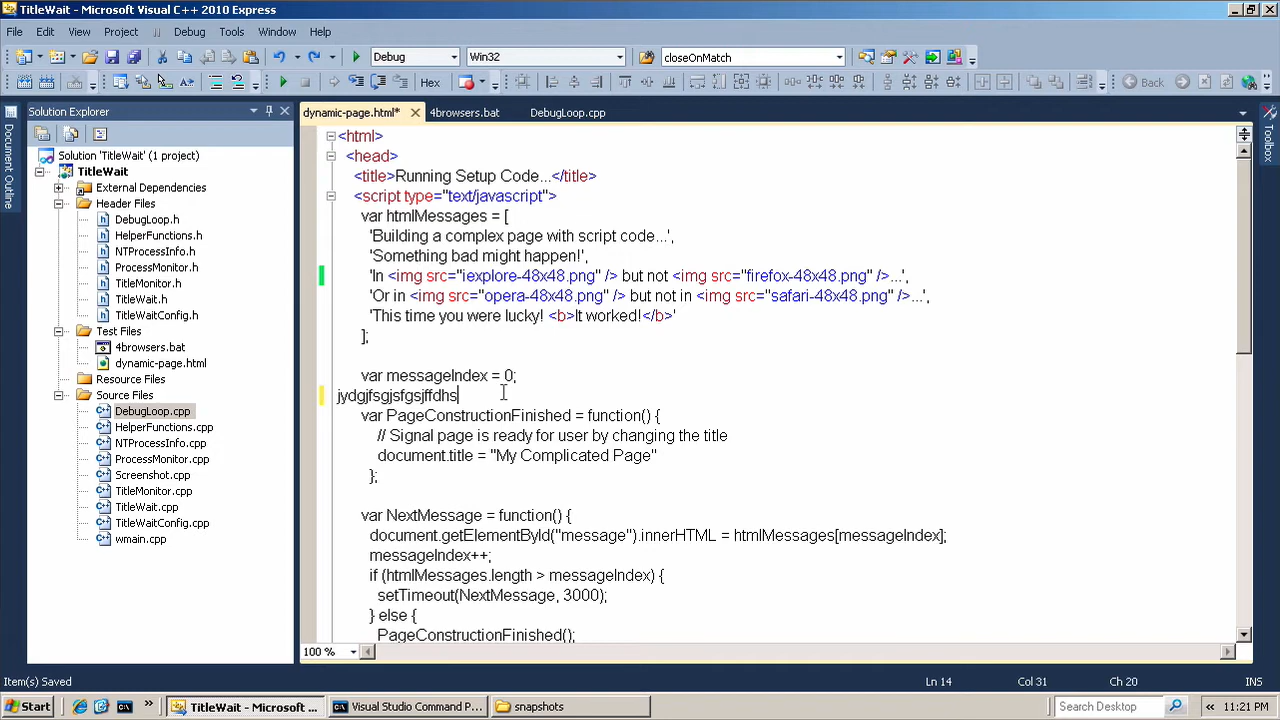 TitleWait - Microsoft Visual C++ 2010 Express
File Edit View Project Debug Tools Window Help
Debug Win32 closeOnMatch
Hex Back
Solution Explorer
dynamic-page.html* 4browsers.bat DebugLoop.cpp
Document Outline
Toolbox
Solution 'TitleWait' (1 project)
TitleWait
External Dependencies
Header Files
DebugLoop.h
HelperFunctions.h
NTProcessInfo.h
ProcessMonitor.h
TitleMonitor.h
TitleWait.h
TitleWaitConfig.h
Test Files
4browsers.bat
dynamic-page.html
Resource Files
Source Files
DebugLoop.cpp
HelperFunctions.cpp
NTProcessInfo.cpp
ProcessMonitor.cpp
Screenshot.cpp
TitleMonitor.cpp
TitleWait.cpp
TitleWaitConfig.cpp
wmain.cpp
<html>
<head>
<title>Running Setup Code...</title>
<script type="text/javascript">
var htmlMessages = [
'Building a complex page with script code...',
'Something bad might happen!',
'In <img src="iexplore-48x48.png" /> but not <img src="firefox-48x48.png" />...',
'Or in <img src="opera-48x48.png" /> but not in <img src="safari-48x48.png" />...',
'This time you were lucky! <b>It worked!</b>'
];
var messageIndex = 0;
jydgjfsgjsfgsjffdhs
var PageConstructionFinished = function() {
// Signal page is ready for user by changing the title
document.title = "My Complicated Page"
};
var NextMessage = function() {
document.getElementById("message").innerHTML = htmlMessages[messageIndex];
messageIndex++;
if (htmlMessages.length > messageIndex) {
setTimeout(NextMessage, 3000);
} else {
PageConstructionFinished();
100 %
Item(s) Saved Ln 14 Col 31 Ch 20 INS
Start TitleWait - Microsoft ... Visual Studio Command P... snapshots Search Desktop 11:21 PM